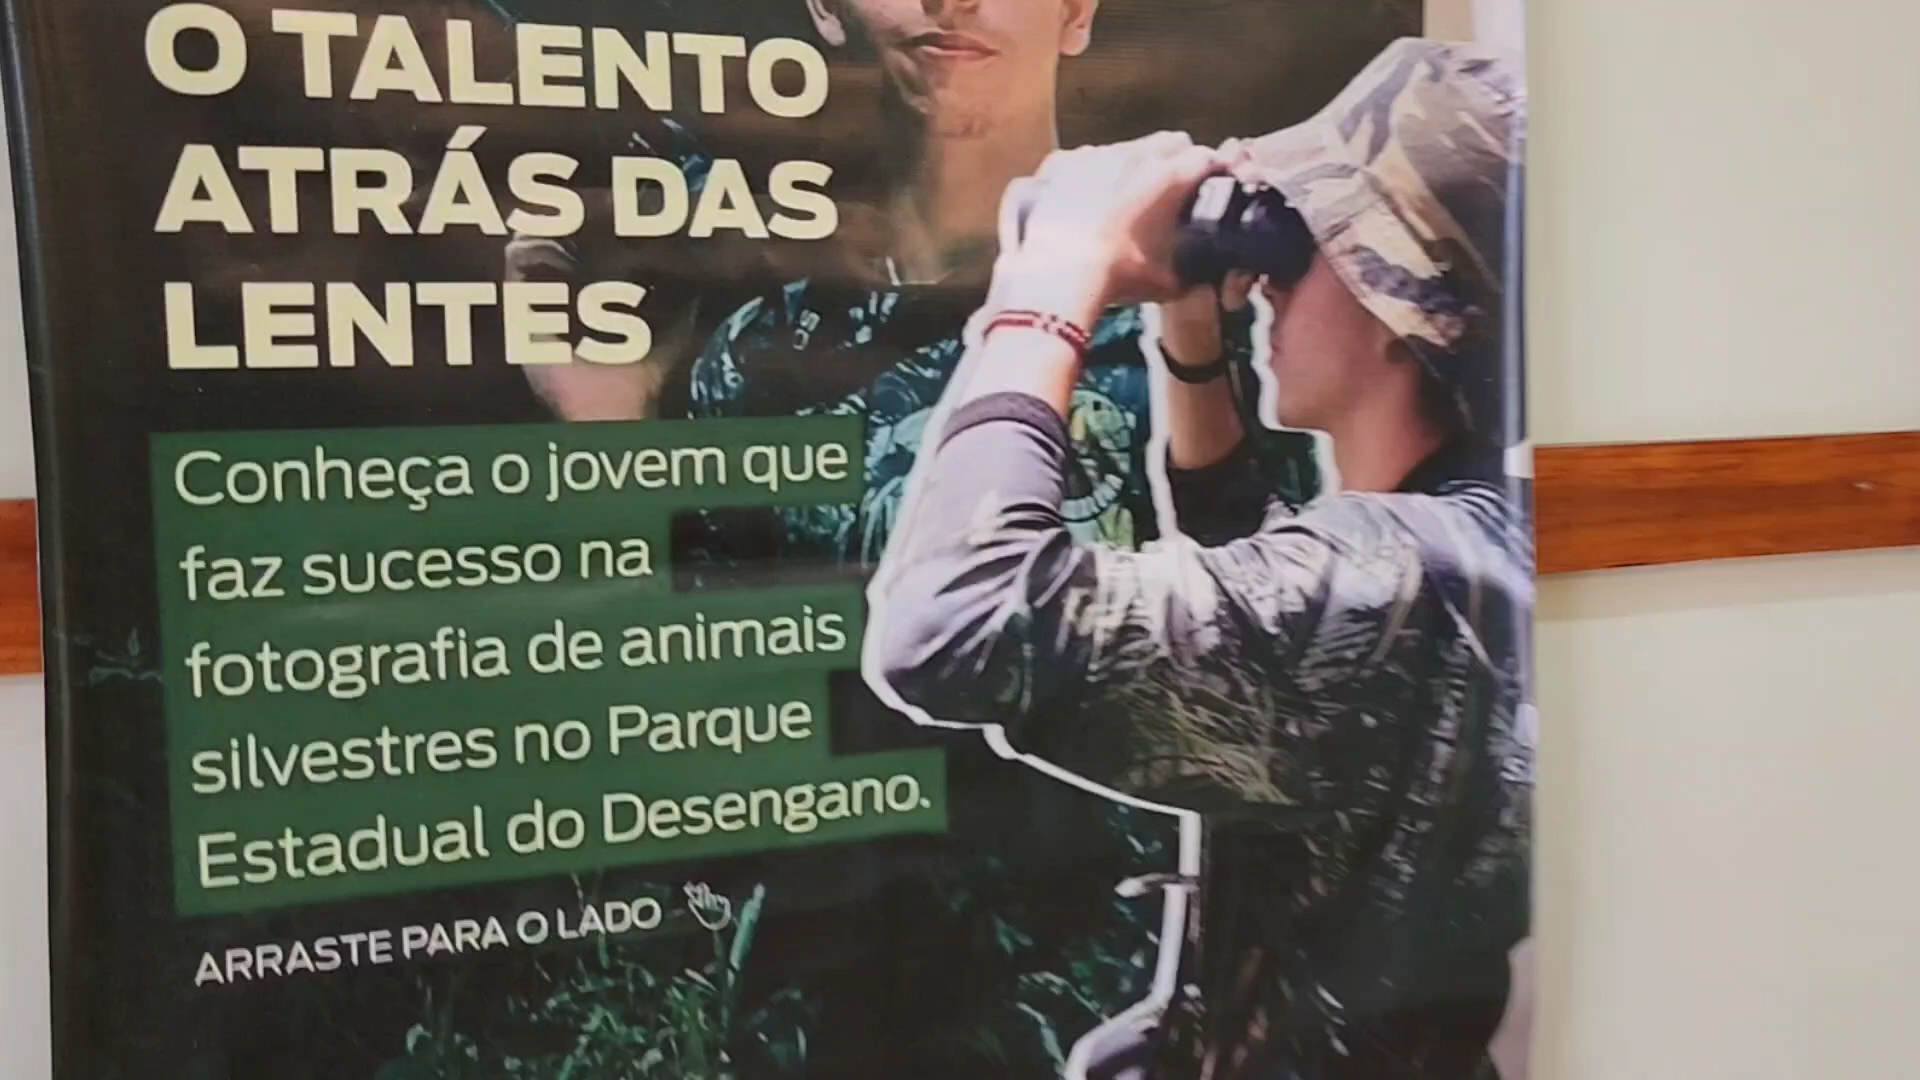 O TALENTO
ATRÁS DAS
LENTES
Conheça o jovem que
faz sucesso na
fotografia de animais
silvestres no Parque
Estadual do Desengano.
ARRASTE PARA O LADO